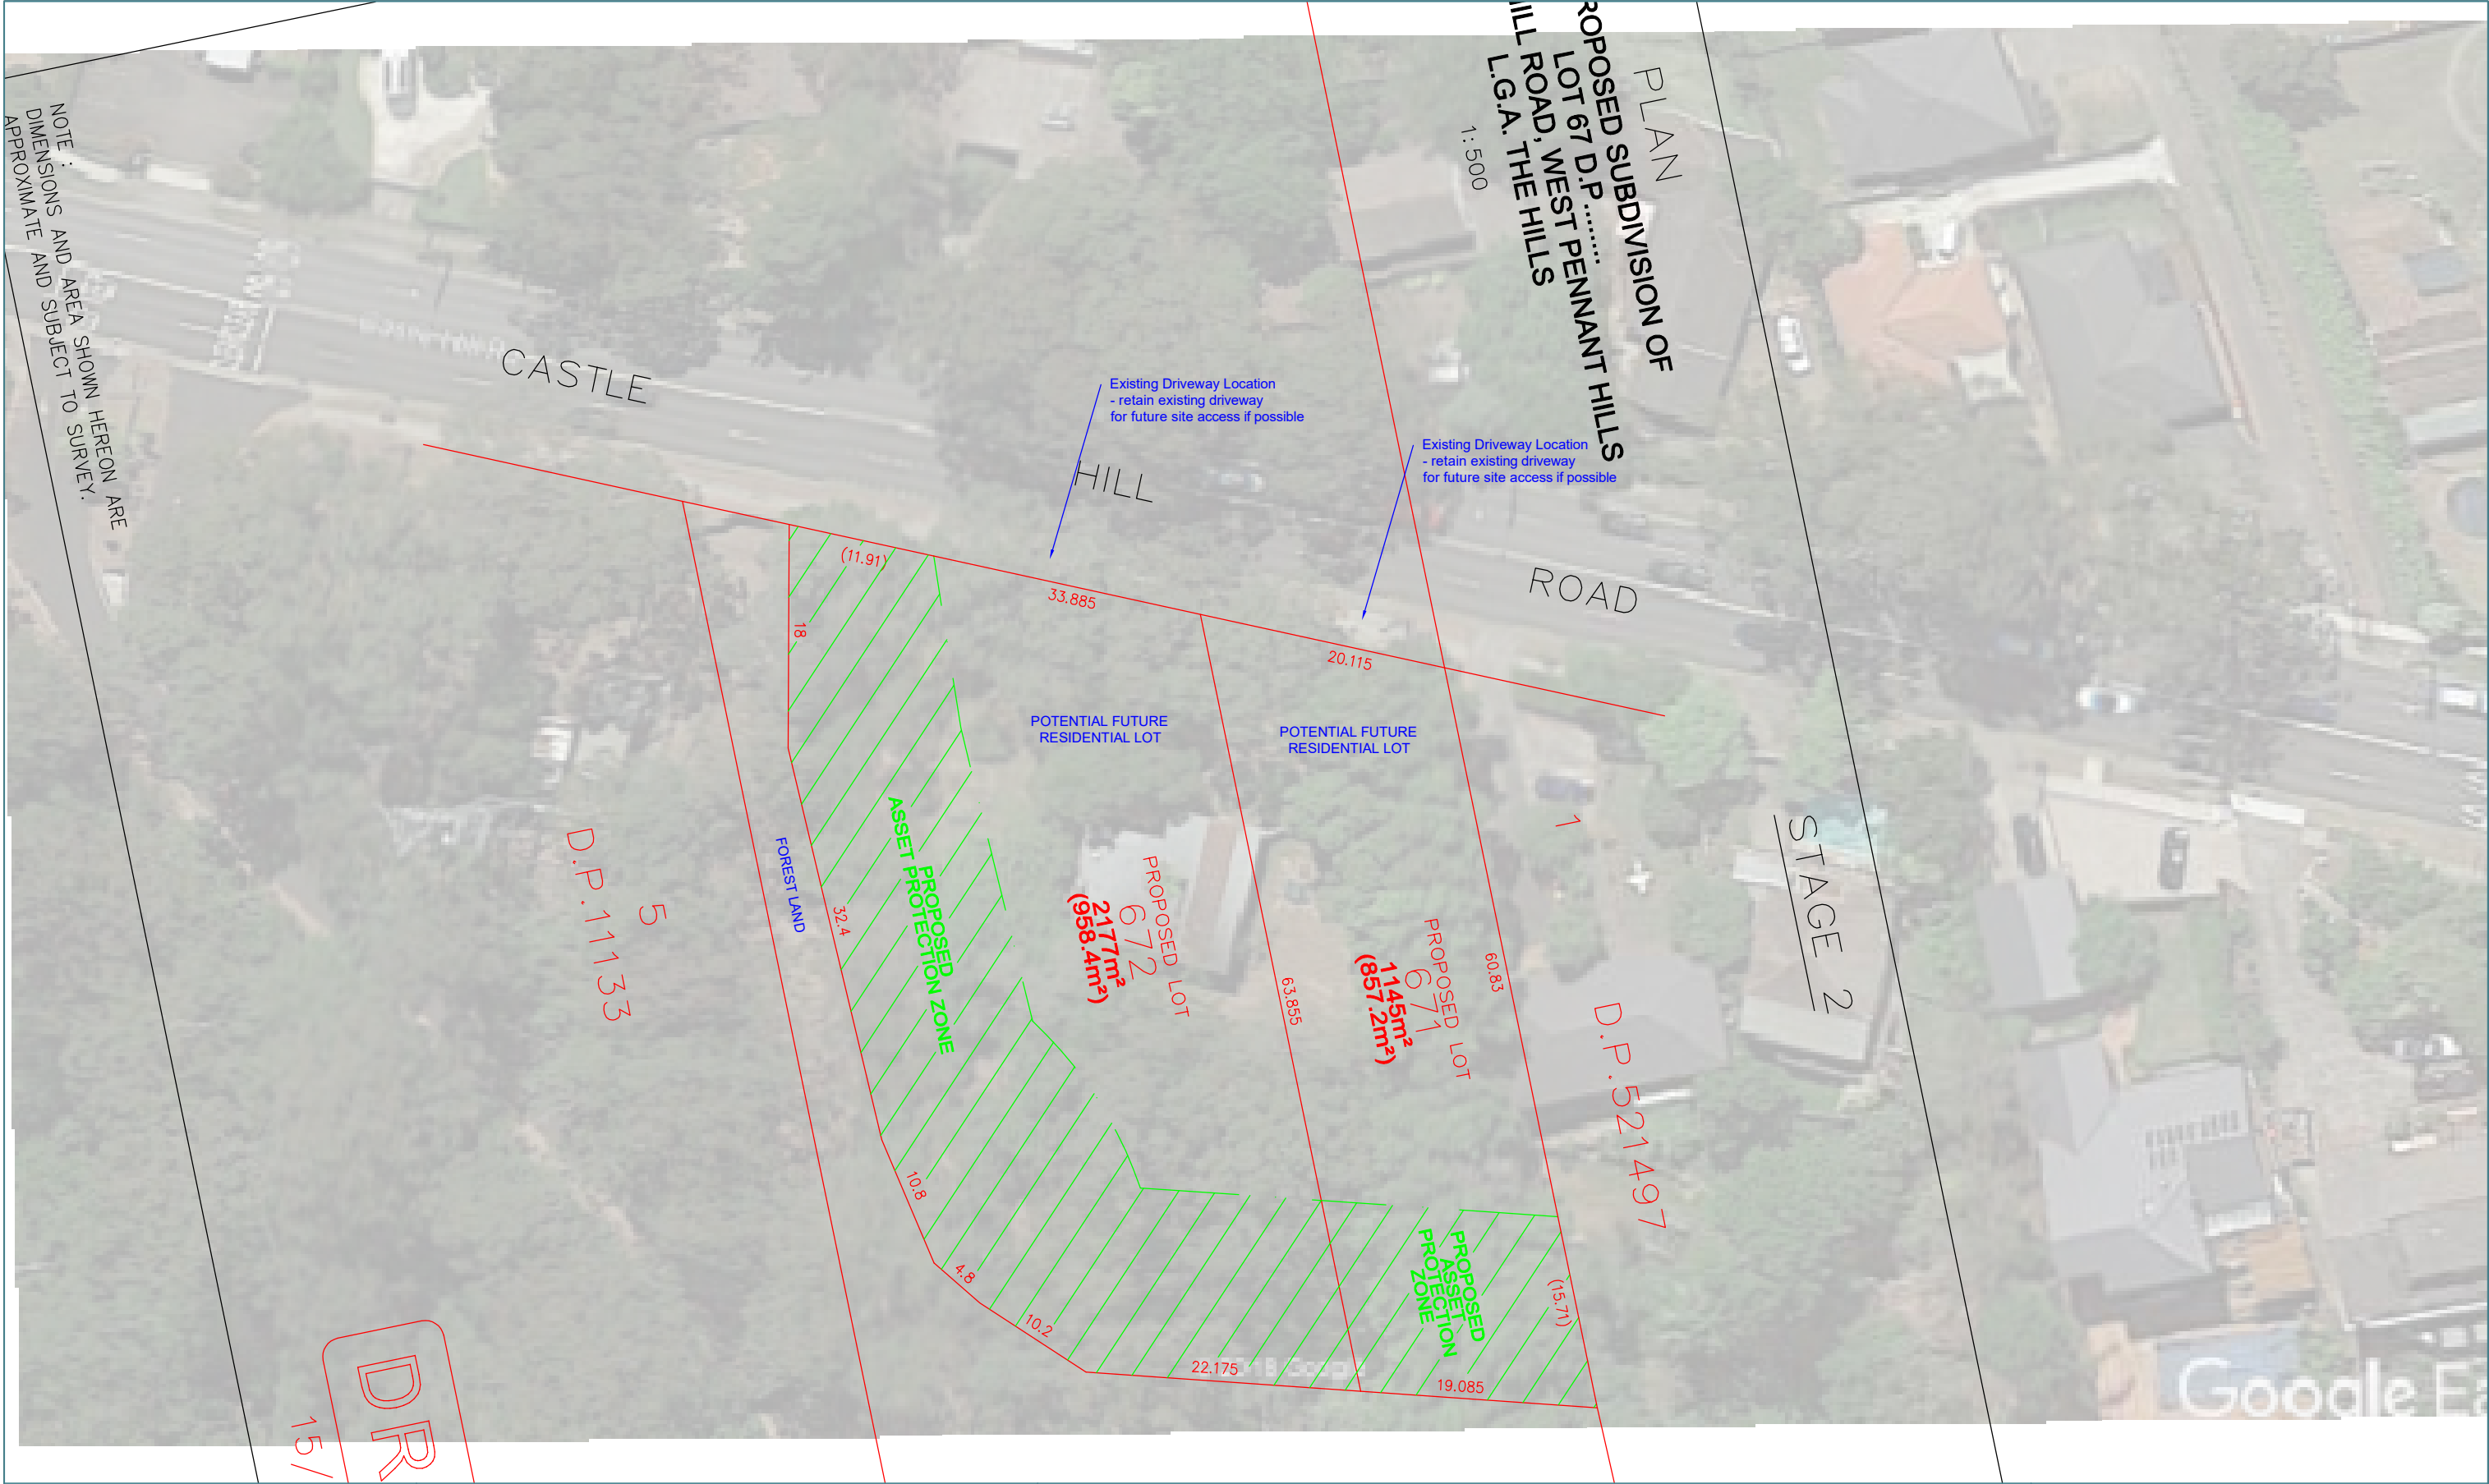 PLAN
ROPOSED SUBDIVISION OF
LOT 67 D.P ........
ILL ROAD, WEST PENNANT HILLS
L.G.A. THE HILLS
1:500
NOTE :
DIMENSIONS AND AREA SHOWN HEREON ARE
APPROXIMATE AND SUBJECT TO SURVEY.
CASTLE
HILL
ROAD
Existing Driveway Location
- retain existing driveway
for future site access if possible
Existing Driveway Location
- retain existing driveway
for future site access if possible
(11.91)
33.885
20.115
18
POTENTIAL FUTURE
RESIDENTIAL LOT
POTENTIAL FUTURE
RESIDENTIAL LOT
FOREST LAND
5
D.P.11133
32.4
PROPOSED
ASSET PROTECTION ZONE
PROPOSED LOT
672
2177m²
(958.4m²)
63.855
PROPOSED LOT
671
1145m²
(857.2m²)
60.83
1
D.P.521497
STAGE 2
10.8
4.8
10.2
22.175
19.085
(15.71)
PROPOSED
ASSET
PROTECTION
ZONE
DR
157
Google Ea